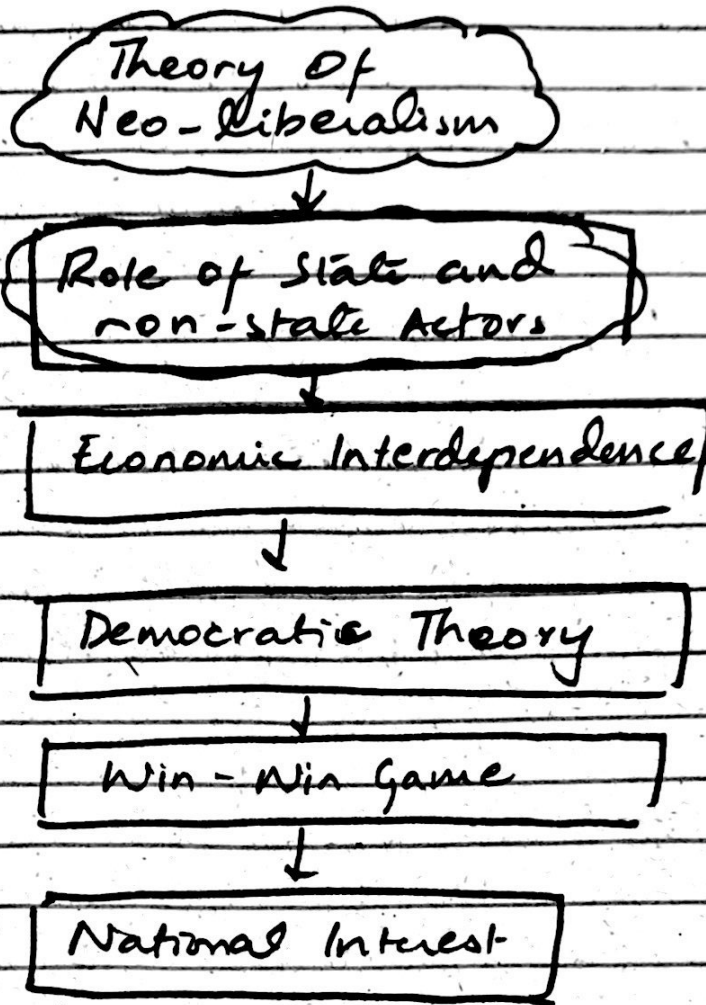 Theory Of
Neo-liberalism
Role of State and
non-state Actors
Economic Interdependence
Democratic Theory
Win-Win Game
National Interest